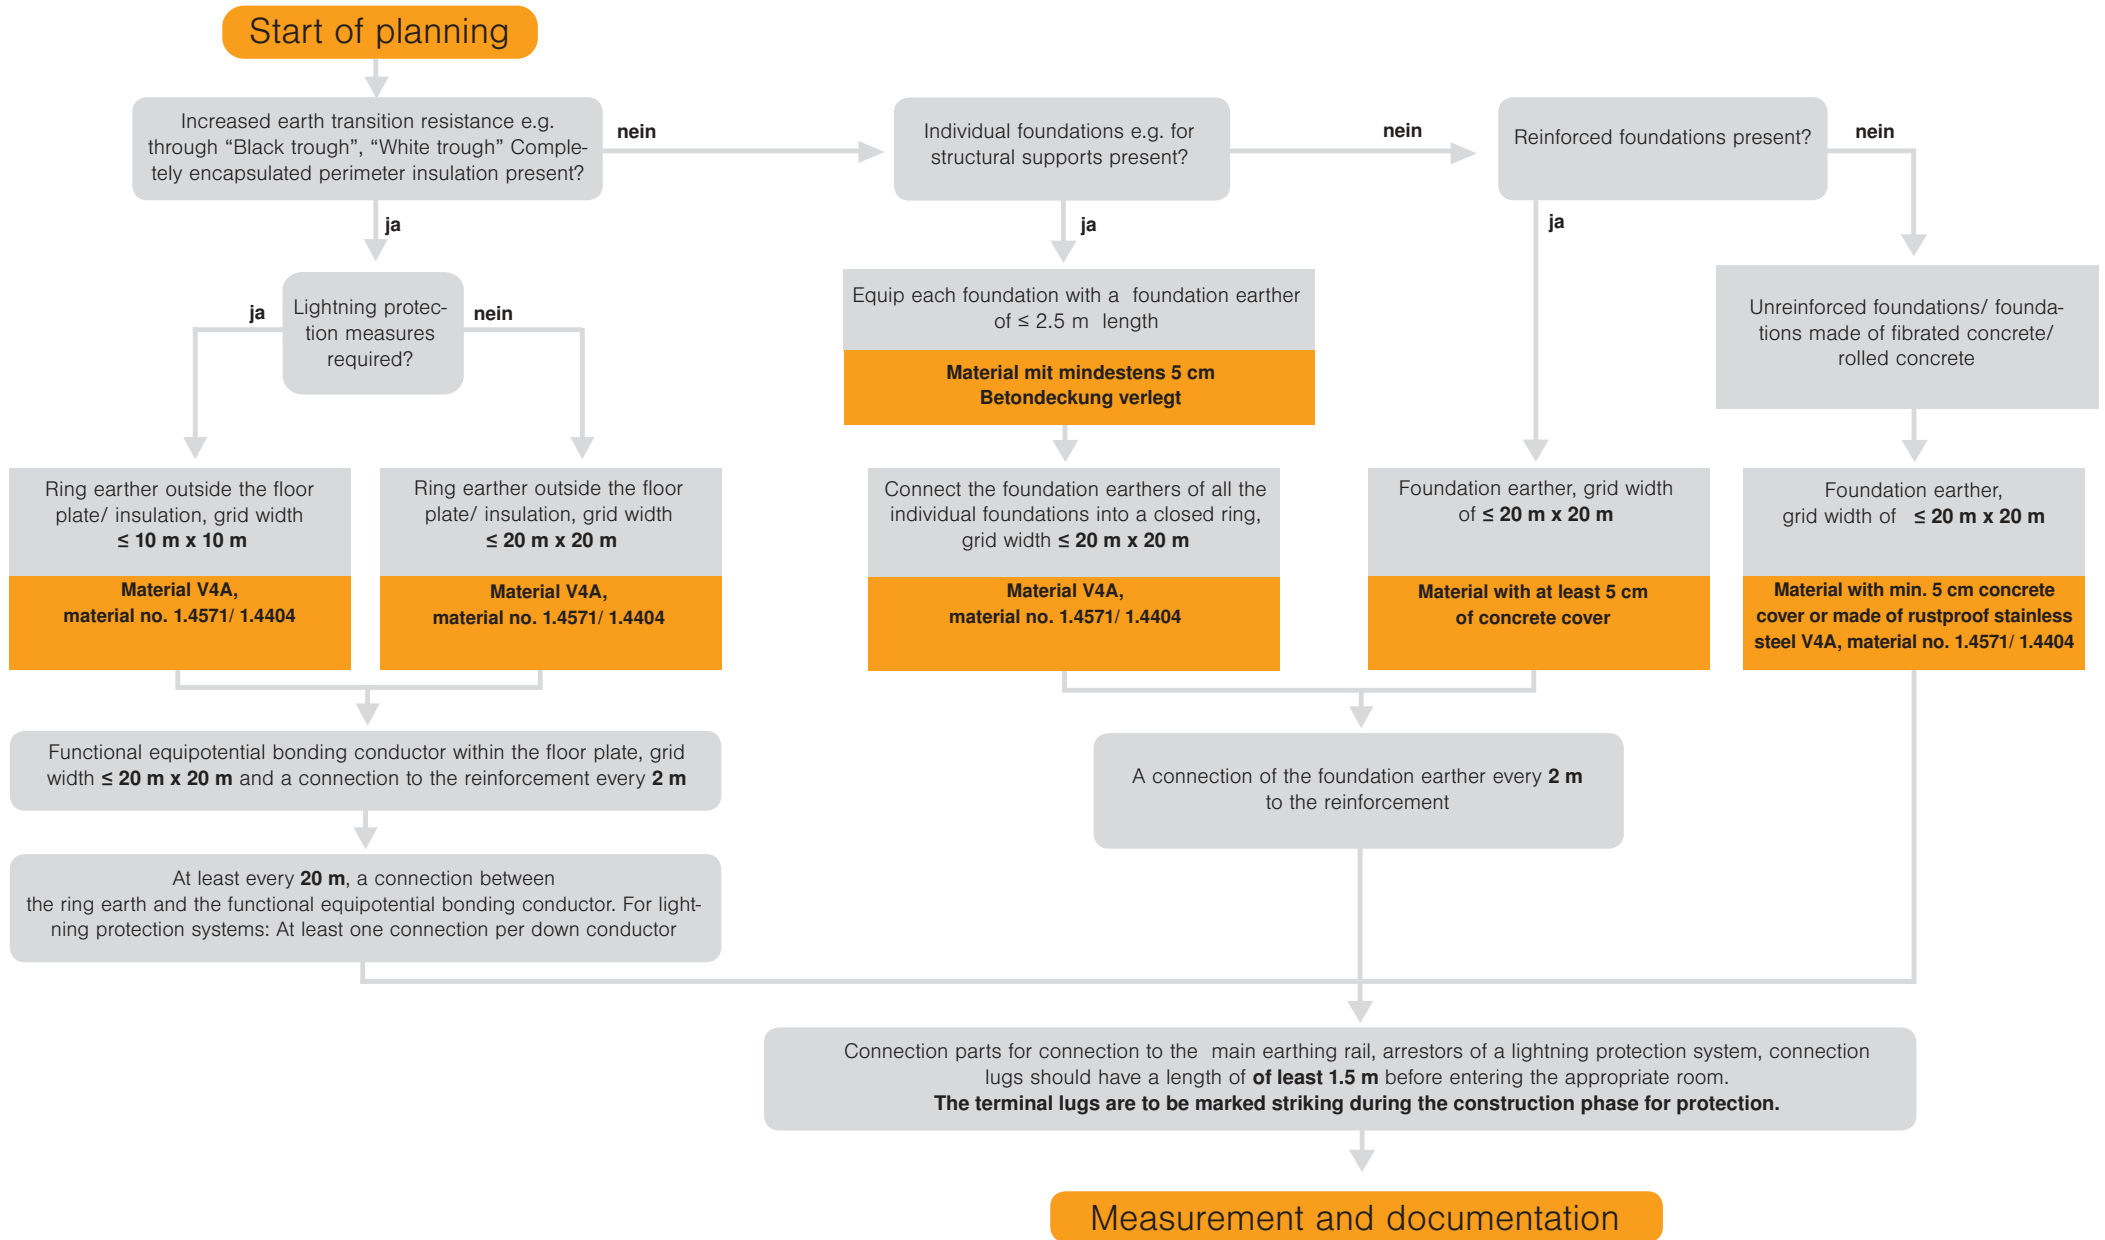 Start of planning
Increased earth transition resistance e.g.
through “Black trough”, “White trough” Comple-
tely encapsulated perimeter insulation present?
nein
Individual foundations e.g. for
structural supports present?
nein
Reinforced foundations present?
nein
ja
ja
ja
Lightning protec-
tion measures
required?
ja
nein
Equip each foundation with a foundation earther
of ≤ 2.5 m length
Material mit mindestens 5 cm
Betondeckung verlegt
Unreinforced foundations/ founda-
tions made of fibrated concrete/
rolled concrete
Ring earther outside the floor
plate/ insulation, grid width
≤ 10 m x 10 m
Material V4A,
material no. 1.4571/ 1.4404
Ring earther outside the floor
plate/ insulation, grid width
≤ 20 m x 20 m
Material V4A,
material no. 1.4571/ 1.4404
Connect the foundation earthers of all the
individual foundations into a closed ring,
grid width ≤ 20 m x 20 m
Material V4A,
material no. 1.4571/ 1.4404
Foundation earther, grid width
of ≤ 20 m x 20 m
Material with at least 5 cm
of concrete cover
Foundation earther,
grid width of ≤ 20 m x 20 m
Material with min. 5 cm concrete
cover or made of rustproof stainless
steel V4A, material no. 1.4571/ 1.4404
Functional equipotential bonding conductor within the floor plate, grid
width ≤ 20 m x 20 m and a connection to the reinforcement every 2 m
A connection of the foundation earther every 2 m
to the reinforcement
At least every 20 m, a connection between
the ring earth and the functional equipotential bonding conductor. For light-
ning protection systems: At least one connection per down conductor
Connection parts for connection to the main earthing rail, arrestors of a lightning protection system, connection
lugs should have a length of of least 1.5 m before entering the appropriate room.
The terminal lugs are to be marked striking during the construction phase for protection.
Measurement and documentation